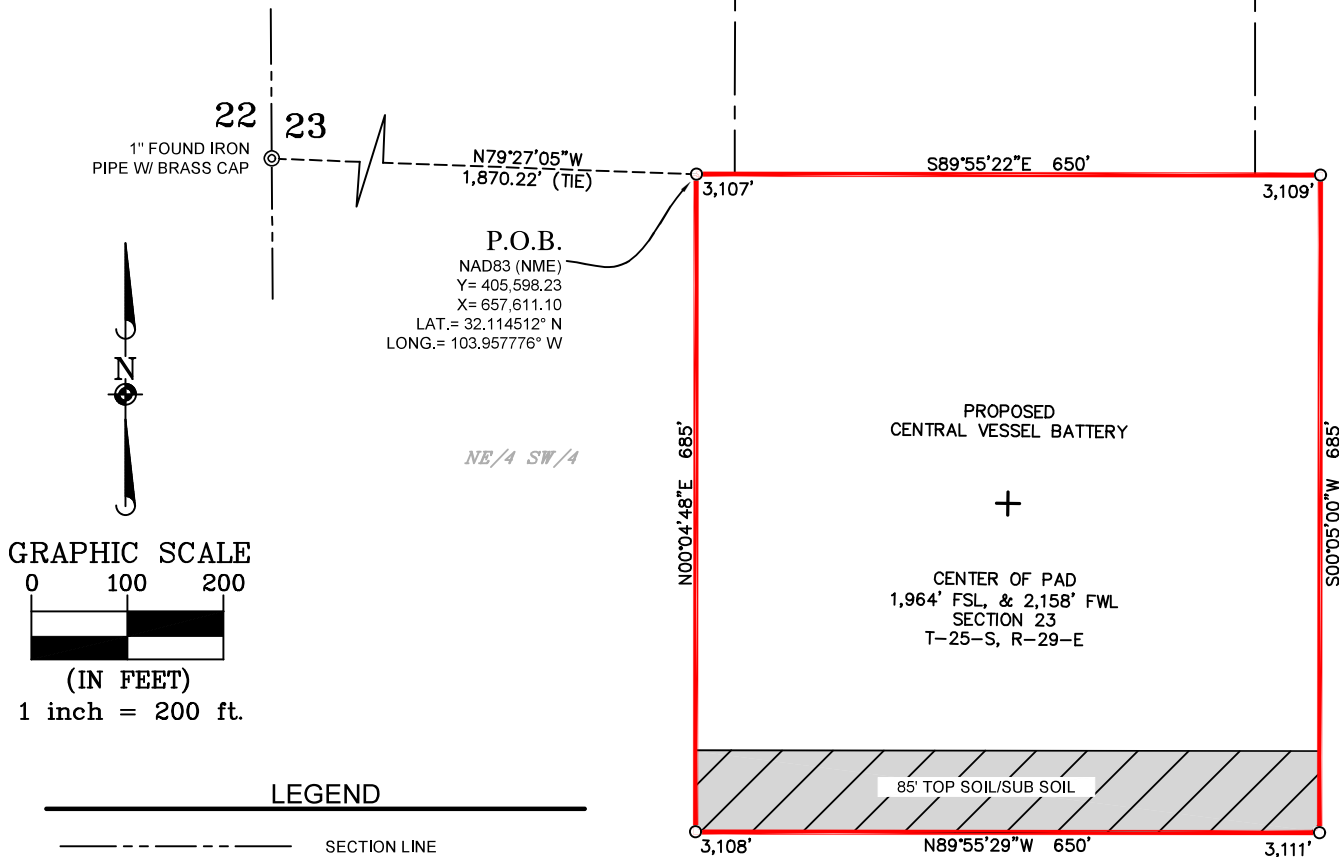 22
23
1" FOUND IRON
PIPE W/ BRASS CAP
N79°27'05"W
1,870.22' (TIE)
S89°55'22"E 650'
3,107'
3,109'
P.O.B.
NAD83 (NME)
Y= 405,598.23
X= 657,611.10
LAT.= 32.114512° N
LONG.= 103.957776° W
N
NE/4 SW/4
N00°04'48"E 685'
S00°05'00"W 685'
PROPOSED
CENTRAL VESSEL BATTERY
CENTER OF PAD
1,964' FSL, & 2,158' FWL
SECTION 23
T-25-S, R-29-E
GRAPHIC SCALE
0 100 200
(IN FEET)
1 inch = 200 ft.
85' TOP SOIL/SUB SOIL
3,108'
N89°55'29"W 650'
3,111'
LEGEND
SECTION LINE